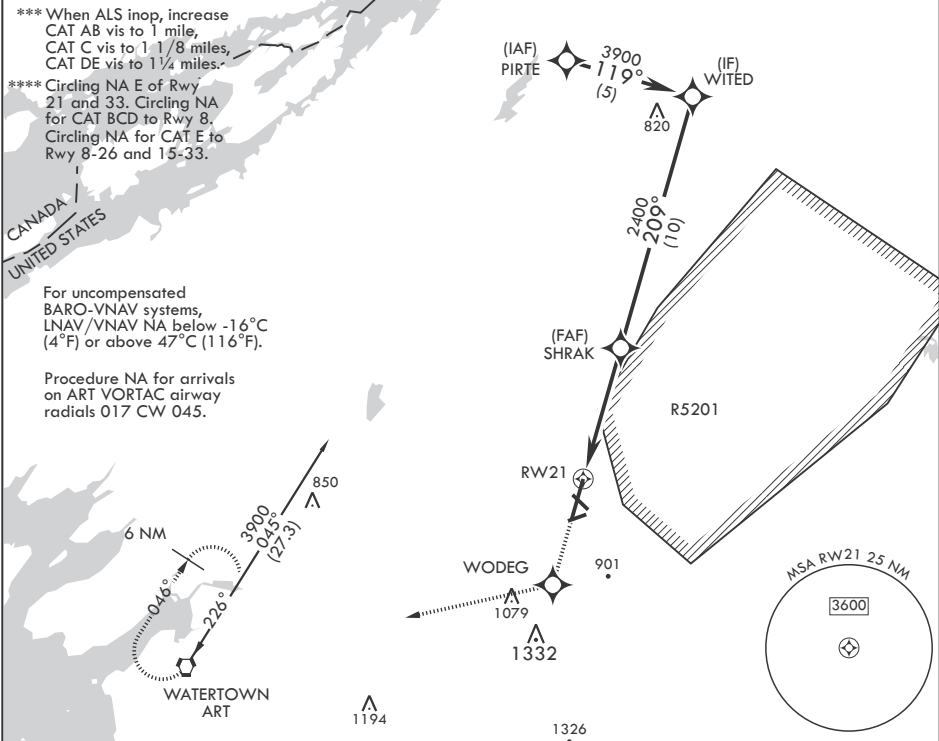 *** When ALS inop, increase
CAT AB vis to 1 mile,
CAT C vis to 1 1/8 miles,
CAT DE vis to 1¼ miles.
**** Circling NA E of Rwy
21 and 33. Circling NA
for CAT BCD to Rwy 8.
Circling NA for CAT E to
Rwy 8-26 and 15-33.
CANADA
UNITED STATES
(IAF)
PIRTE
3900
119°
(5)
(IF)
WITED
820
2400
209°
(10)
For uncompensated
BARO-VNAV systems,
LNAV/VNAV NA below -16°C
(4°F) or above 47°C (116°F).
(FAF)
SHRAK
Procedure NA for arrivals
on ART VORTAC airway
radials 017 CW 045.
R5201
RW21
850
3900
045°
(27.3)
6 NM
046°
226°
WODEG
901
1079
1332
MSA RW21 25 NM
3600
WATERTOWN
ART
1194
1326